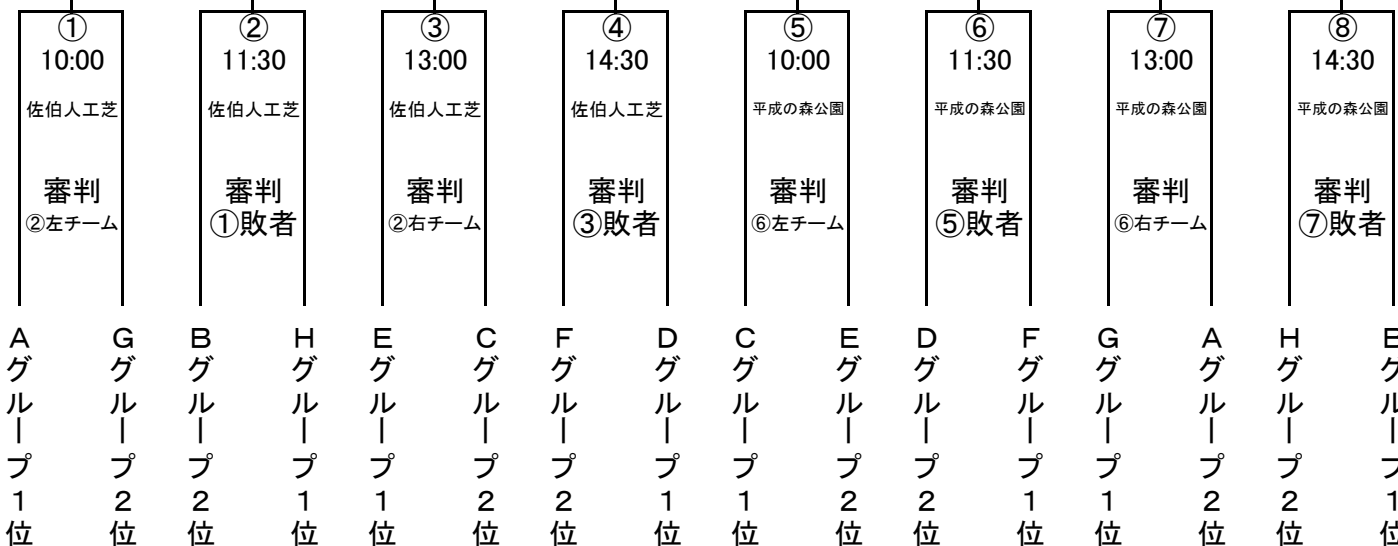 ①
10:00
佐伯人工芝
審判
②左チーム
Aグループ1位
Gグループ2位
②
11:30
佐伯人工芝
審判
①敗者
Bグループ2位
Hグループ1位
③
13:00
佐伯人工芝
審判
②右チーム
Eグループ1位
Cグループ2位
④
14:30
佐伯人工芝
審判
③敗者
Fグループ2位
Dグループ1位
⑤
10:00
平成の森公園
審判
⑥左チーム
Cグループ1位
Eグループ2位
⑥
11:30
平成の森公園
審判
⑤敗者
Dグループ2位
Fグループ1位
⑦
13:00
平成の森公園
審判
⑥右チーム
Gグループ1位
Aグループ2位
⑧
14:30
平成の森公園
審判
⑦敗者
Hグループ2位
Bグループ1位